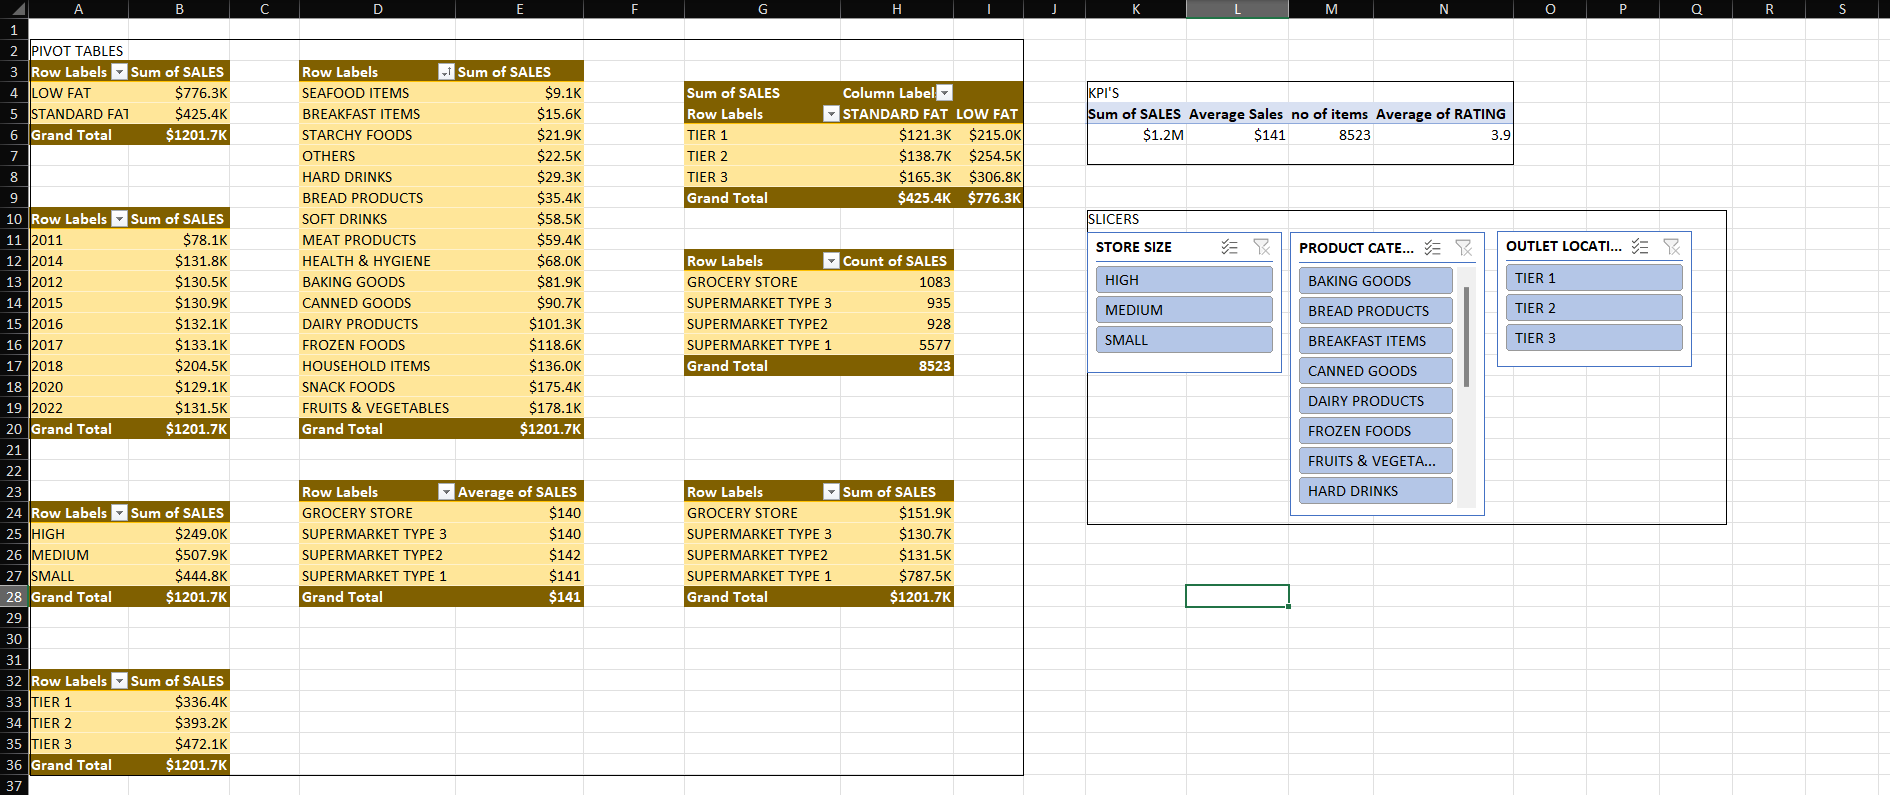 A B C D E F G H I J K L M N O P Q R S
1
2 PIVOT TABLES
3 Row Labels Sum of SALES Row Labels Sum of SALES
4 LOW FAT $776.3K SEAFOOD ITEMS $9.1K Sum of SALES Column Label KPI'S
5 STANDARD FAT $425.4K BREAKFAST ITEMS $15.6K Row Labels STANDARD FAT LOW FAT Sum of SALES Average Sales no of items Average of RATING
6 Grand Total $1201.7K STARCHY FOODS $21.9K TIER 1 $121.3K $215.0K $1.2M $141 8523 3.9
7 OTHERS $22.5K TIER 2 $138.7K $254.5K
8 HARD DRINKS $29.3K TIER 3 $165.3K $306.8K
9 BREAD PRODUCTS $35.4K Grand Total $425.4K $776.3K
10 Row Labels Sum of SALES SOFT DRINKS $58.5K SLICERS
11 2011 $78.1K MEAT PRODUCTS $59.4K STORE SIZE PRODUCT CATE... OUTLET LOCATI...
12 2014 $131.8K HEALTH & HYGIENE $68.0K Row Labels Count of SALES
13 2012 $130.5K BAKING GOODS $81.9K GROCERY STORE 1083 HIGH BAKING GOODS TIER 1
14 2015 $130.9K CANNED GOODS $90.7K SUPERMARKET TYPE 3 935 MEDIUM BREAD PRODUCTS TIER 2
15 2016 $132.1K DAIRY PRODUCTS $101.3K SUPERMARKET TYPE2 928
16 2017 $133.1K FROZEN FOODS $118.6K SUPERMARKET TYPE 1 5577 SMALL BREAKFAST ITEMS TIER 3
17 2018 $204.5K HOUSEHOLD ITEMS $136.0K Grand Total 8523 CANNED GOODS
18 2020 $129.1K SNACK FOODS $175.4K
19 2022 $131.5K FRUITS & VEGETABLES $178.1K DAIRY PRODUCTS
20 Grand Total $1201.7K Grand Total $1201.7K FROZEN FOODS
21
22 FRUITS & VEGETA...
23 Row Labels Average of SALES Row Labels Sum of SALES HARD DRINKS
24 Row Labels Sum of SALES GROCERY STORE $140 GROCERY STORE $151.9K
25 HIGH $249.0K SUPERMARKET TYPE 3 $140 SUPERMARKET TYPE 3 $130.7K
26 MEDIUM $507.9K SUPERMARKET TYPE2 $142 SUPERMARKET TYPE2 $131.5K
27 SMALL $444.8K SUPERMARKET TYPE 1 $141 SUPERMARKET TYPE 1 $787.5K
28 Grand Total $1201.7K Grand Total $141 Grand Total $1201.7K
29
30
31
32 Row Labels Sum of SALES
33 TIER 1 $336.4K
34 TIER 2 $393.2K
35 TIER 3 $472.1K
36 Grand Total $1201.7K
37